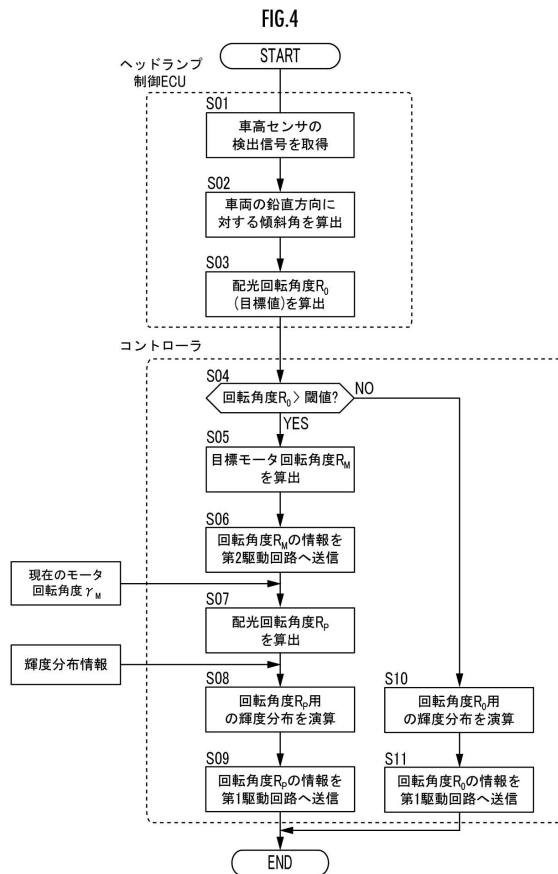 FIG.4
START
ヘッドランプ
制御ECU
S01
車高センサの
検出信号を取得
S02
車両の鉛直方向に
対する傾斜角を算出
S03
配光回転角度R0
(目標値)を算出
コントローラ
S04
回転角度R0＞閾値?
NO
YES
S05
目標モータ回転角度RM
を算出
S06
回転角度RMの情報を
第2駆動回路へ送信
現在のモータ
回転角度γM
S07
配光回転角度RP
を算出
輝度分布情報
S08
回転角度RP用
の輝度分布を演算
S10
回転角度R0用
の輝度分布を演算
S09
回転角度RPの情報を
第1駆動回路へ送信
S11
回転角度R0の情報を
第1駆動回路へ送信
END